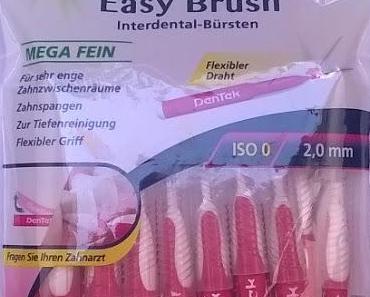 Easy Brush
Interdental-Bürsten
MEGA FEIN
Für sehr enge
Zahnzwischenräume
Zahnspangen
Zur Tiefenreinigung
Flexibler Griff
Flexibler
Draht
DenTek
ISO 0
2,0 mm
DenTek
Fragen Sie Ihren Zahnarzt